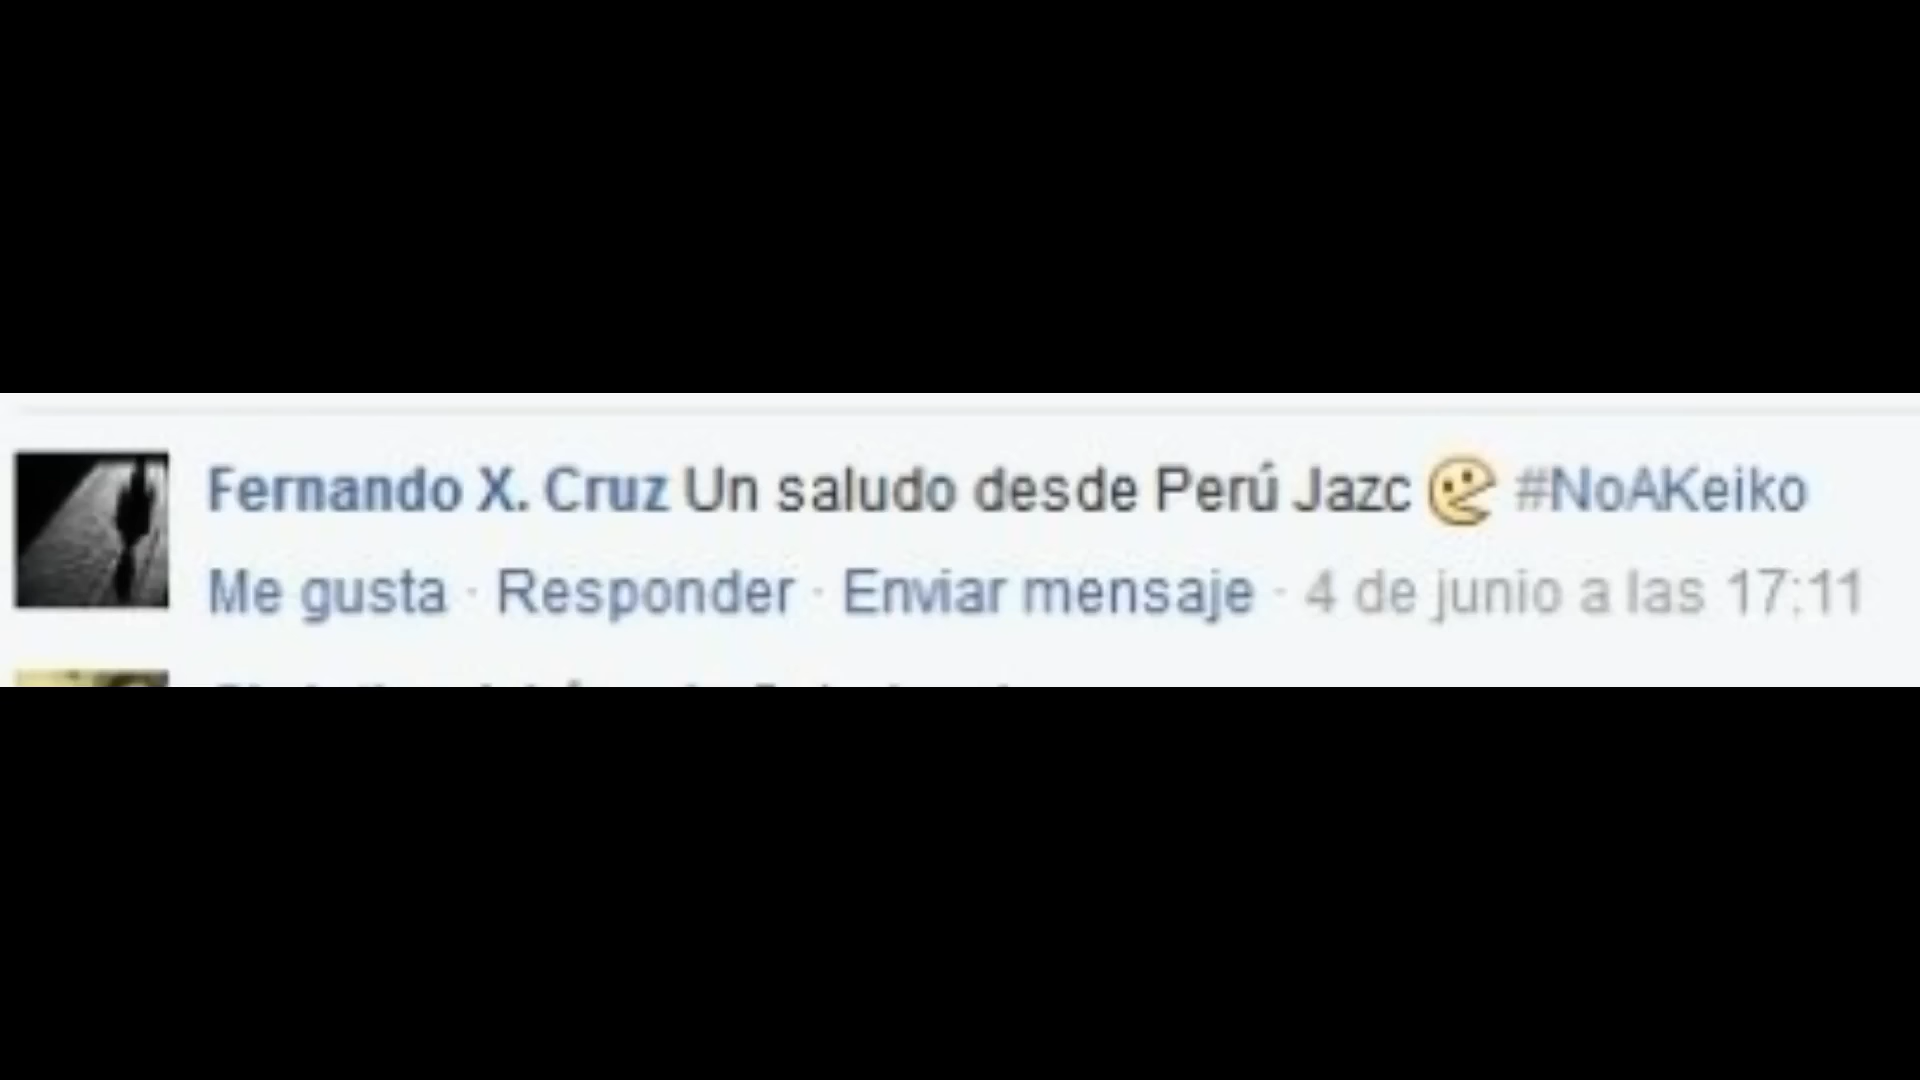 Fernando X. Cruz Un saludo desde Perú Jazc #NoAKeiko
Me gusta · Responder · Enviar mensaje · 4 de junio a las 17:11